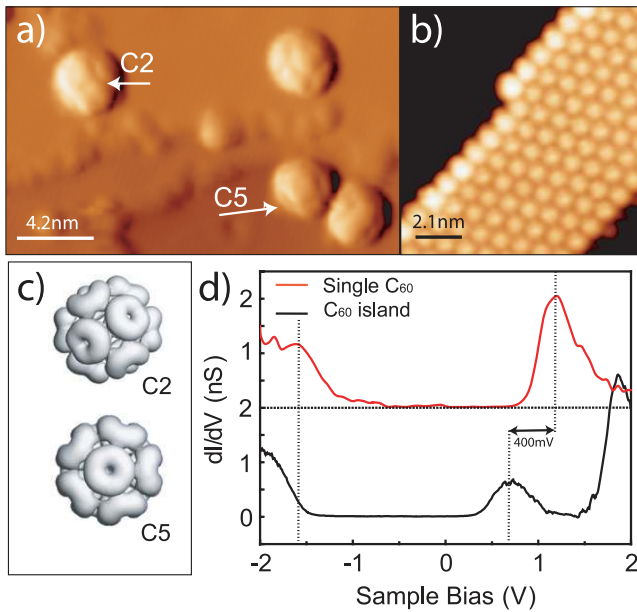 a)
C2
C5
4.2nm
b)
2.1nm
c)
C2
C5
d)
Single C₆₀
C₆₀ island
2
1
2
1
0
dI/dV (nS)
400mV
-2
-1
0
1
2
Sample Bias (V)